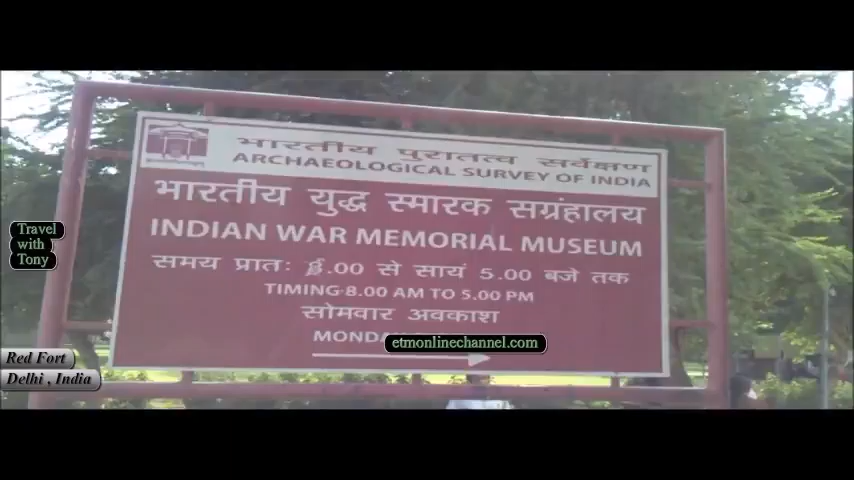 भारतीय पुरातत्व सर्वेक्षण
ARCHAEOLOGICAL SURVEY OF INDIA
भारतीय युद्ध स्मारक सग्रंहालय
INDIAN WAR MEMORIAL MUSEUM
समय प्रातः 8.00 से सायं 5.00 बजे तक
TIMING 8.00 AM TO 5.00 PM
सोमवार अवकाश
etmonlinechannel.com
Travel
with
Tony
Red Fort
Delhi , India